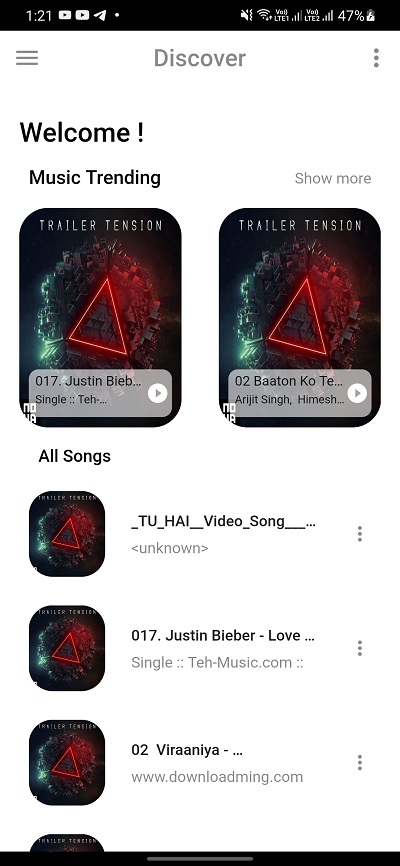 1:21 Vo) LTE1 Vo) LTE2 47%
Discover
Welcome !
Music Trending Show more
TRAILER TENSION TRAILER TENSION
017. Justin Bieb... 02 Baaton Ko Te...
Single :: Teh-... Arijit Singh, Himesh...
All Songs
TRAILER TENSION
_TU_HAI__Video_Song___...
<unknown>
TRAILER TENSION
017. Justin Bieber - Love ...
Single :: Teh-Music.com ::
TRAILER TENSION
02 Viraaniya - ...
www.downloadming.com